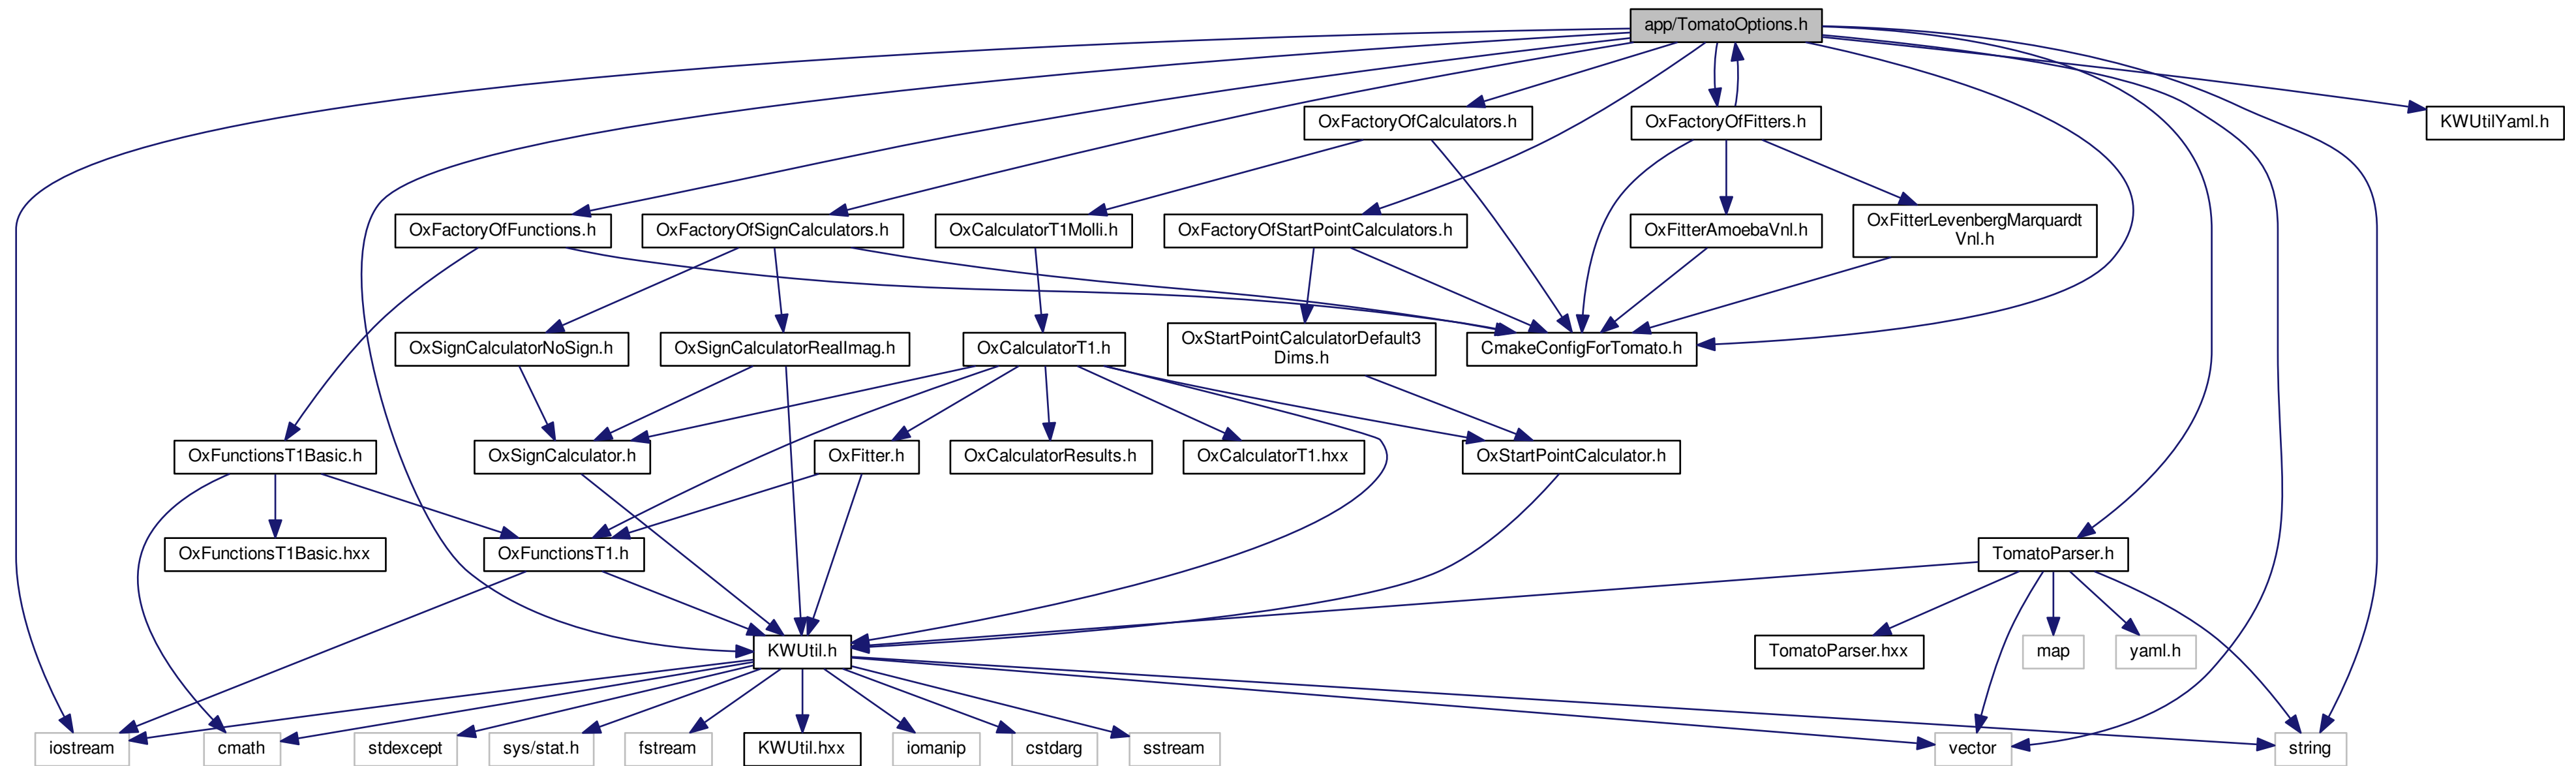 app/TomatoOptions.h
OxFactoryOfCalculators.h
OxFactoryOfFitters.h
KWUtilYaml.h
OxFactoryOfFunctions.h
OxFactoryOfSignCalculators.h
OxCalculatorT1Molli.h
OxFactoryOfStartPointCalculators.h
OxFitterAmoebaVnl.h
OxFitterLevenbergMarquardt
Vnl.h
OxSignCalculatorNoSign.h
OxSignCalculatorRealImag.h
OxCalculatorT1.h
OxStartPointCalculatorDefault3
Dims.h
CmakeConfigForTomato.h
OxFunctionsT1Basic.h
OxSignCalculator.h
OxFitter.h
OxCalculatorResults.h
OxCalculatorT1.hxx
OxStartPointCalculator.h
OxFunctionsT1Basic.hxx
OxFunctionsT1.h
TomatoParser.h
KWUtil.h
TomatoParser.hxx
map
yaml.h
iostream
cmath
stdexcept
sys/stat.h
fstream
KWUtil.hxx
iomanip
cstdarg
sstream
vector
string